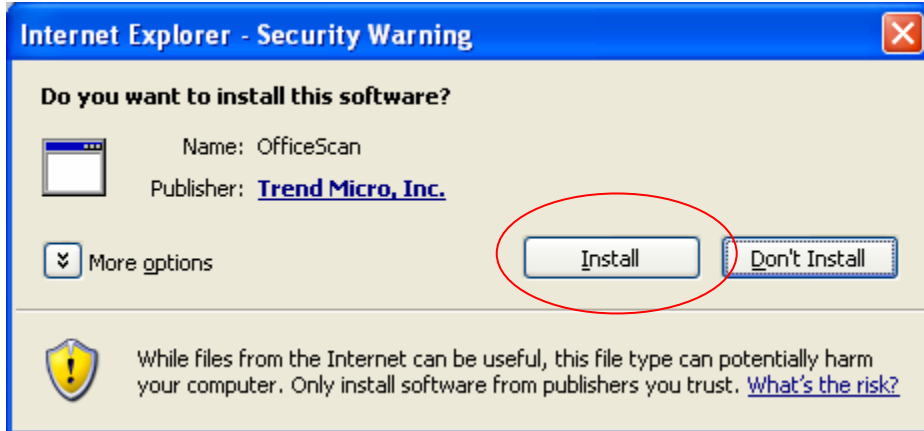 Internet Explorer - Security Warning
Do you want to install this software?
Name: OfficeScan
Publisher: Trend Micro, Inc.
More options
Install
Don't Install
While files from the Internet can be useful, this file type can potentially harm
your computer. Only install software from publishers you trust. What's the risk?